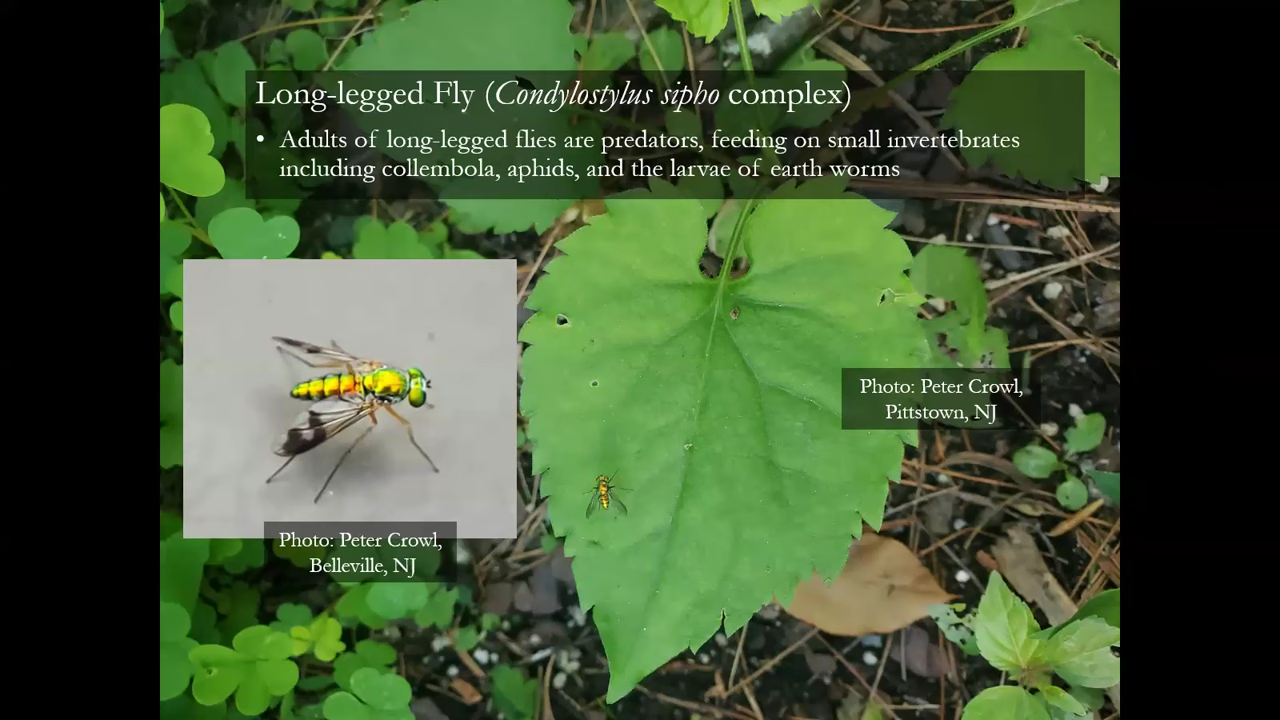 Long-legged Fly (Condylostylus sipho complex)
• Adults of long-legged flies are predators, feeding on small invertebrates
including collembola, aphids, and the larvae of earth worms
Photo: Peter Crowl,
Pittstown, NJ
Photo: Peter Crowl,
Belleville, NJ